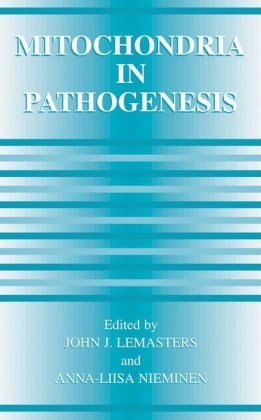 MITOCHONDRIA
IN
PATHOGENESIS
Edited by
JOHN J. LEMASTERS
and
ANNA-LIISA NIEMINEN